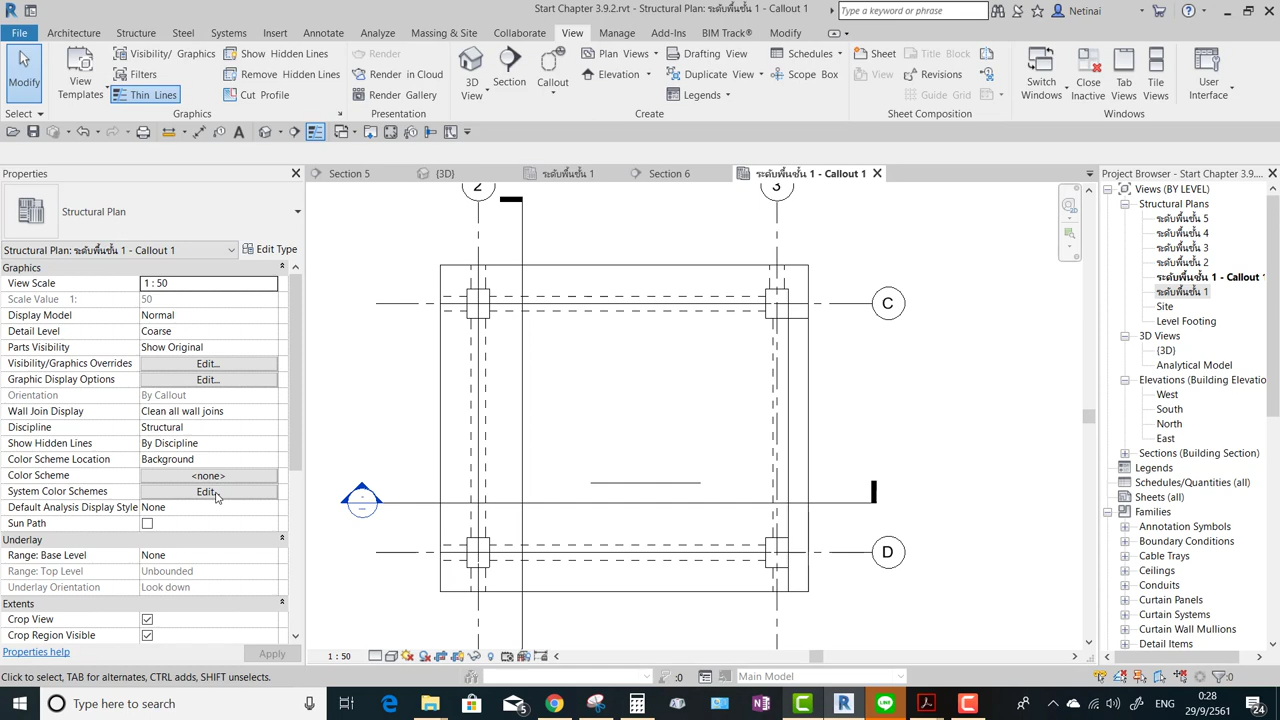 Start Chapter 3.9.2.rvt - Structural Plan: ระดับพื้นชั้น 1 - Callout 1
Type a keyword or phrase
Netinai
File Architecture Structure Steel Systems Insert Annotate Analyze Massing & Site Collaborate View Manage Add-Ins BIM Track® Modify
Modify
View Templates
Visibility/ Graphics
Filters
Thin Lines
Show Hidden Lines
Remove Hidden Lines
Cut Profile
Render
Render in Cloud
Render Gallery
3D View
Section
Callout
Plan Views
Elevation
Drafting View
Duplicate View
Legends
Schedules
Scope Box
Sheet
View
Title Block
Revisions
Guide Grid
Switch Windows
Close Inactive
Tab Views
Tile Views
User Interface
Select Graphics Presentation Create Sheet Composition Windows
Properties
Section 5
{3D}
ระดับพื้นชั้น 1
Section 6
ระดับพื้นชั้น 1 - Callout 1
Structural Plan
Structural Plan: ระดับพื้นชั้น 1 - Callout 1
Edit Type
Graphics
View Scale 1 : 50
Scale Value 1: 50
Display Model Normal
Detail Level Coarse
Parts Visibility Show Original
Visibility/Graphics Overrides Edit...
Graphic Display Options Edit...
Orientation By Callout
Wall Join Display Clean all wall joins
Discipline Structural
Show Hidden Lines By Discipline
Color Scheme Location Background
Color Scheme <none>
System Color Schemes Edit...
Default Analysis Display Style None
Sun Path
Underlay
Range: Base Level None
Range: Top Level Unbounded
Underlay Orientation Look down
Extents
Crop View
Crop Region Visible
Properties help
Apply
2
3
C
D
1 : 50
Project Browser - Start Chapter 3.9.2...
Views (BY LEVEL)
Structural Plans
ระดับพื้นชั้น 5
ระดับพื้นชั้น 4
ระดับพื้นชั้น 3
ระดับพื้นชั้น 2
ระดับพื้นชั้น 1 - Callout
ระดับพื้นชั้น 1
Site
Level Footing
3D Views
{3D}
Analytical Model
Elevations (Building Elevatio
West
South
North
East
Sections (Building Section)
Legends
Schedules/Quantities (all)
Sheets (all)
Families
Annotation Symbols
Boundary Conditions
Cable Trays
Ceilings
Conduits
Curtain Panels
Curtain Systems
Curtain Wall Mullions
Detail Items
Click to select, TAB for alternates, CTRL adds, SHIFT unselects.
:0
Main Model
:0
Type here to search
0:28
29/9/2561